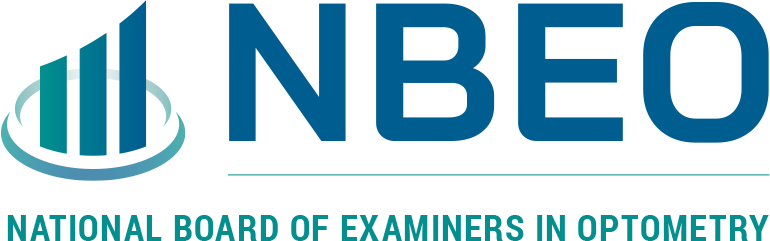 NBEO
NATIONAL BOARD OF EXAMINERS IN OPTOMETRY